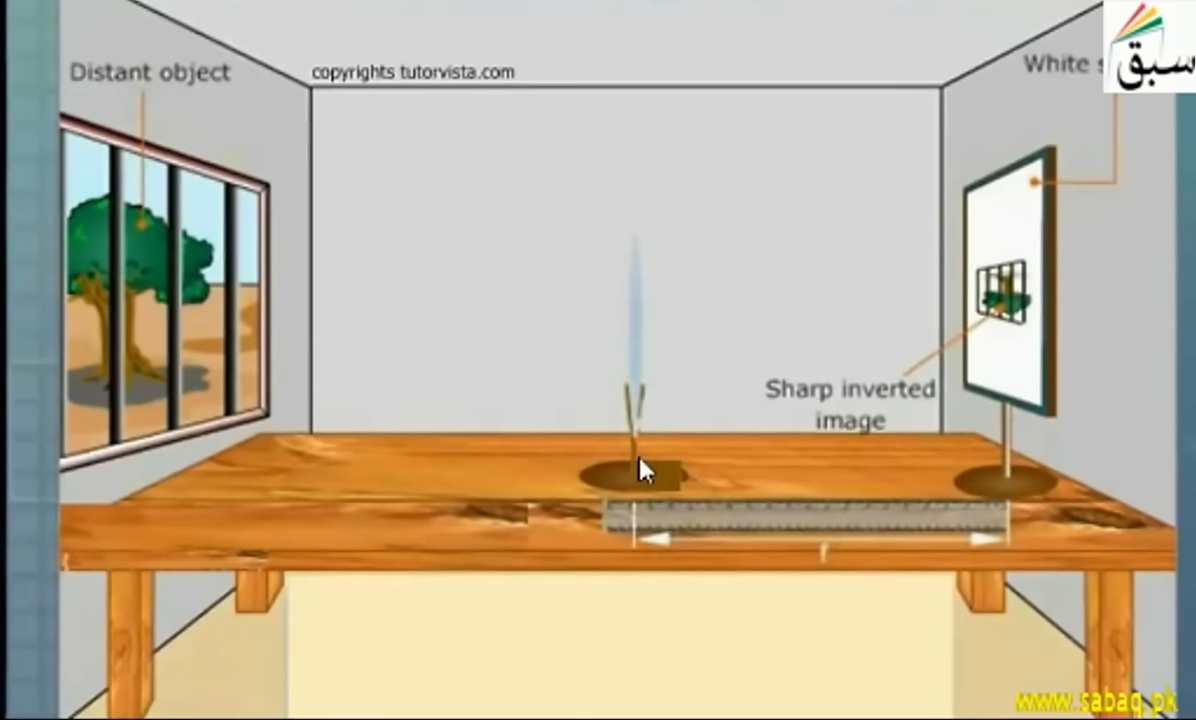 Distant object
copyrights tutorvista.com
White
سبق
Sharp inverted
image
f
www.sabaq.pk